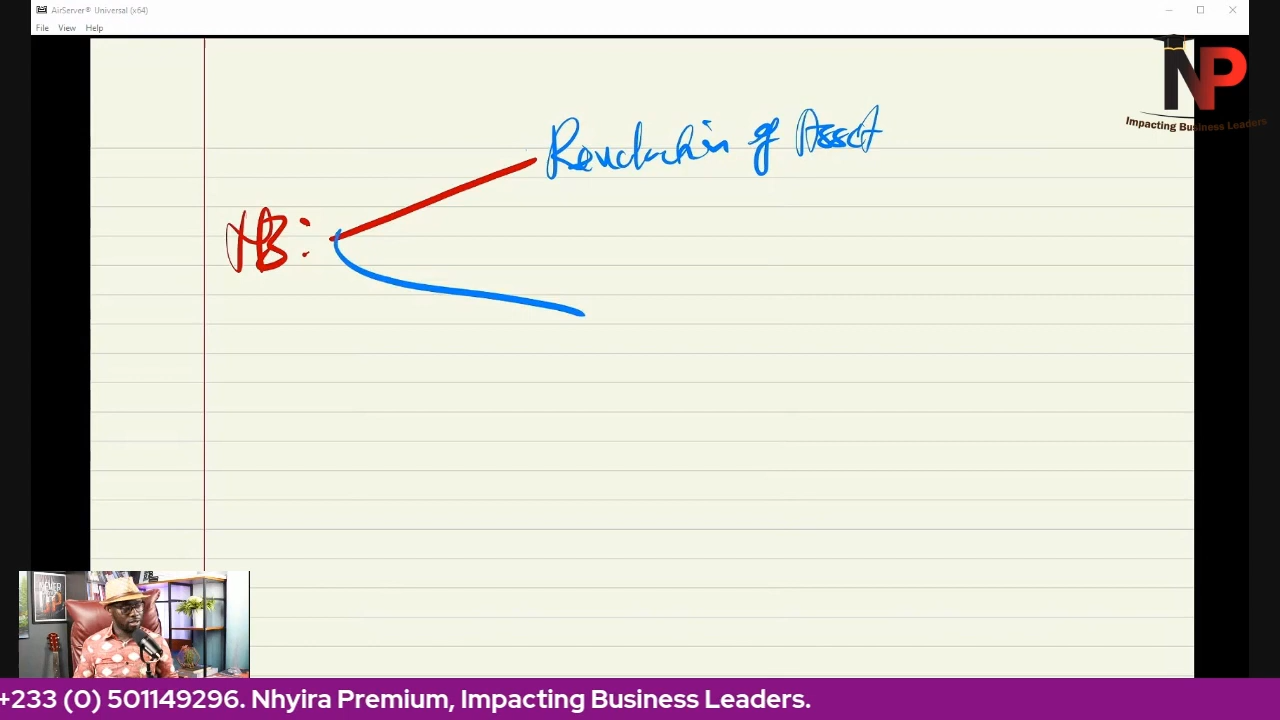 AirServer® Universal (x64)
File View Help
NP
Impacting Business Leaders
Revaluation of Asset
NB:
+233 (0) 501149296. Nhyira Premium, Impacting Business Leaders.